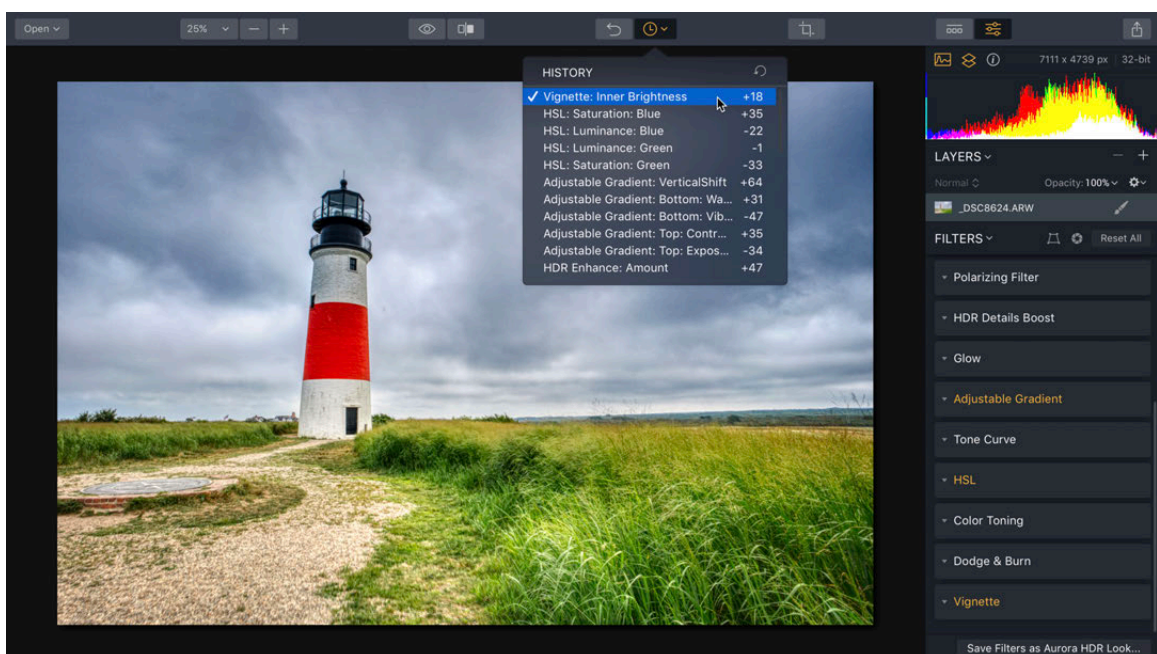 Open
25%
7111 x 4739 px 32-bit
HISTORY
Vignette: Inner Brightness +18
HSL: Saturation: Blue +35
HSL: Luminance: Blue -22
HSL: Luminance: Green -1
HSL: Saturation: Green -33
Adjustable Gradient: VerticalShift +64
Adjustable Gradient: Bottom: Wa... +31
Adjustable Gradient: Bottom: Vib... -47
Adjustable Gradient: Top: Contr... +35
Adjustable Gradient: Top: Expos... -34
HDR Enhance: Amount +47
LAYERS
Normal Opacity: 100%
_DSC8624.ARW
FILTERS Reset All
Polarizing Filter
HDR Details Boost
Glow
Adjustable Gradient
Tone Curve
HSL
Color Toning
Dodge & Burn
Vignette
Save Filters as Aurora HDR Look...